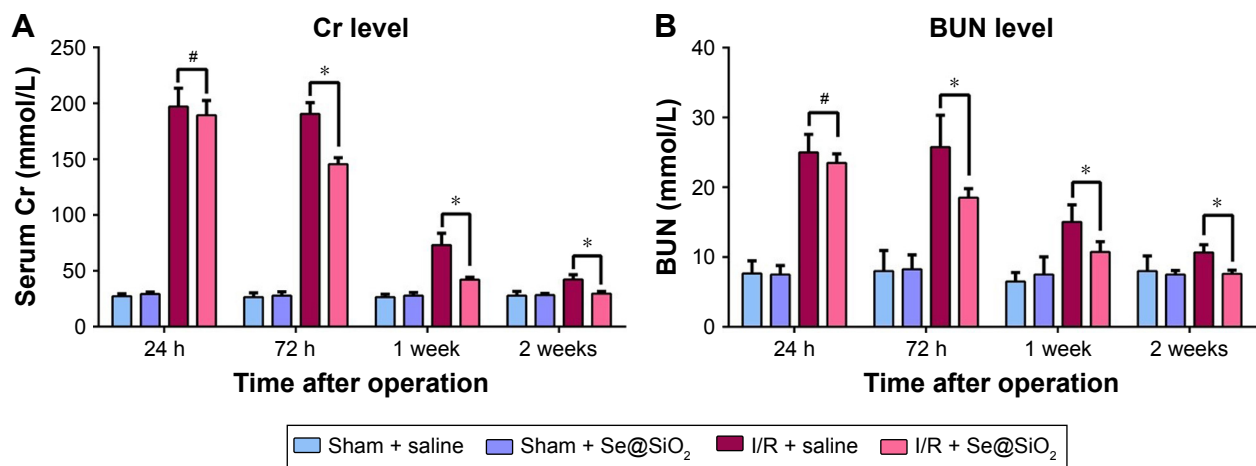 A
Cr level
Serum Cr (mmol/L)
250
200
150
100
50
0
#
*
*
*
24 h
72 h
1 week
2 weeks
Time after operation
B
BUN level
BUN (mmol/L)
40
30
20
10
0
#
*
*
*
24 h
72 h
1 week
2 weeks
Time after operation
Sham + saline
Sham + Se@SiO₂
I/R + saline
I/R + Se@SiO₂